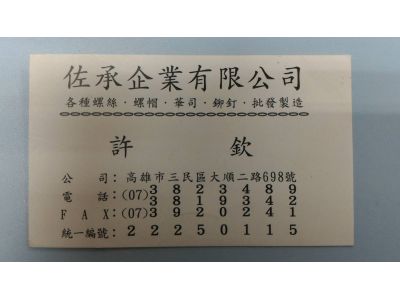 佐承企業有限公司
各種螺絲・螺帽・華司・鉚釘・批發製造
許 欽
公 司：高雄市三民區大順二路698號
電 話：(07) 3823489
3819342
F A X：(07) 3920241
統一編號：22250115